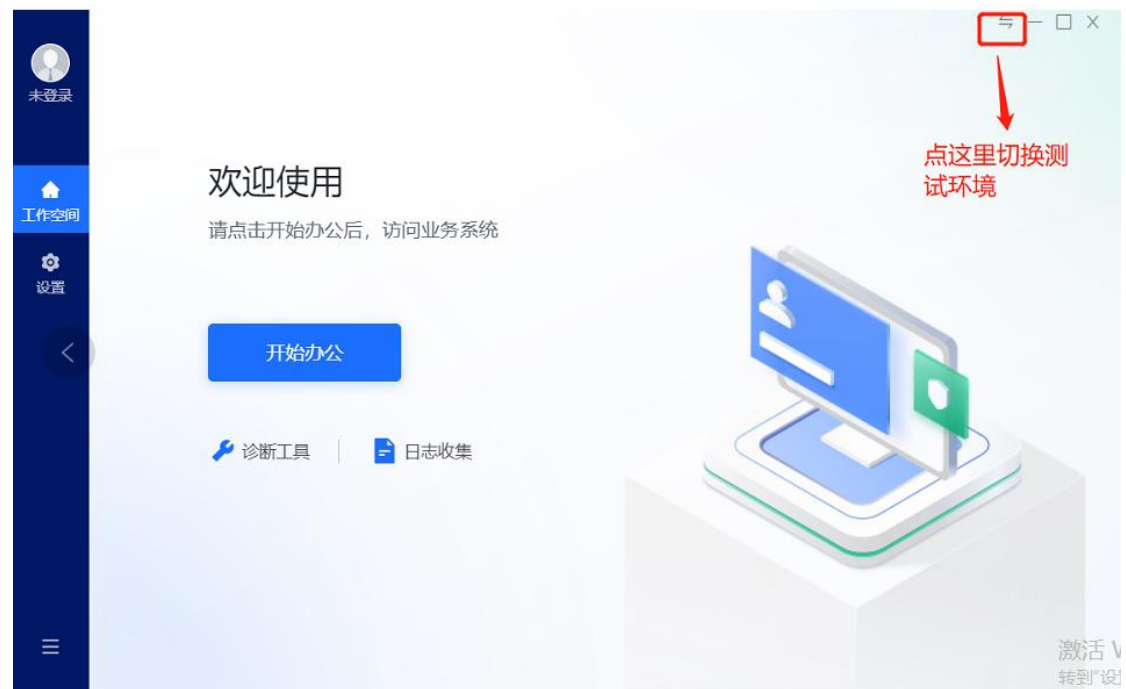 未登录
点这里切换测
试环境
欢迎使用
请点击开始办公后，访问业务系统
工作空间
设置
开始办公
诊断工具
日志收集
激活 W
转到"设置